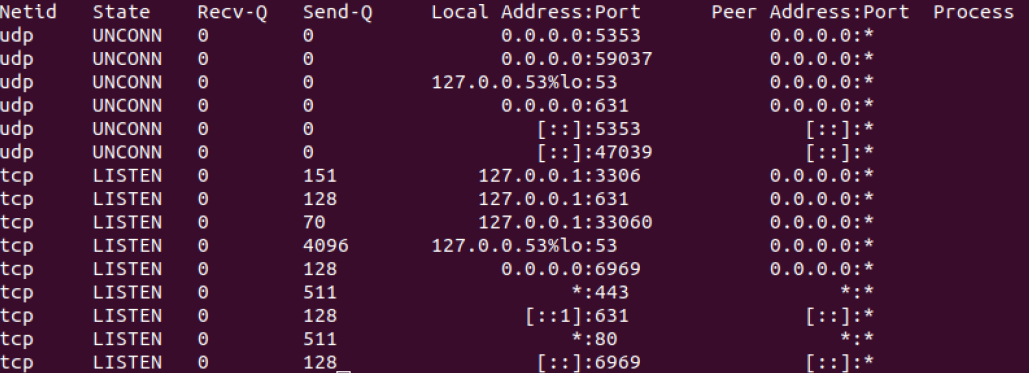 Netid State Recv-Q Send-Q Local Address:Port Peer Address:Port Process
udp UNCONN 0 0 0.0.0.0:5353 0.0.0.0:*
udp UNCONN 0 0 0.0.0.0:59037 0.0.0.0:*
udp UNCONN 0 0 127.0.0.53%lo:53 0.0.0.0:*
udp UNCONN 0 0 0.0.0.0:631 0.0.0.0:*
udp UNCONN 0 0 [::]:5353 [::]:*
udp UNCONN 0 0 [::]:47039 [::]:*
tcp LISTEN 0 151 127.0.0.1:3306 0.0.0.0:*
tcp LISTEN 0 128 127.0.0.1:631 0.0.0.0:*
tcp LISTEN 0 70 127.0.0.1:33060 0.0.0.0:*
tcp LISTEN 0 4096 127.0.0.53%lo:53 0.0.0.0:*
tcp LISTEN 0 128 0.0.0.0:6969 0.0.0.0:*
tcp LISTEN 0 511 *:443 *:*
tcp LISTEN 0 128 [::1]:631 [::]:*
tcp LISTEN 0 511 *:80 *:*
tcp LISTEN 0 128 [::]:6969 [::]:*